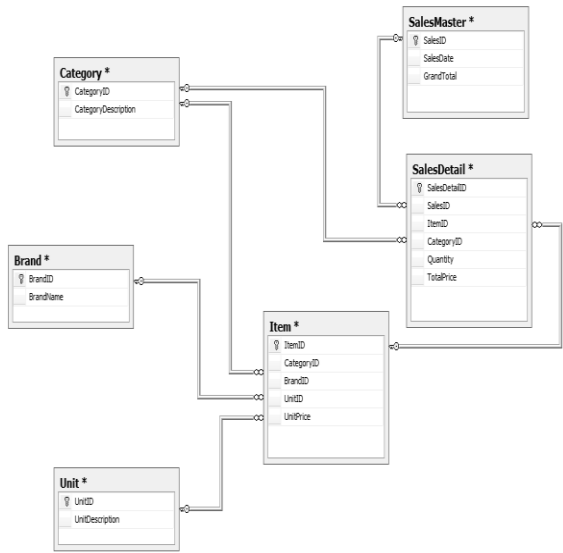 SalesMaster *
SalesID
SalesDate
GrandTotal
Category *
CategoryID
CategoryDescription
SalesDetail *
SalesDetailID
SalesID
ItemID
CategoryID
Quantity
TotalPrice
Brand *
BrandID
BrandName
Item *
ItemID
CategoryID
BrandID
UnitID
UnitPrice
Unit *
UnitID
UnitDescription